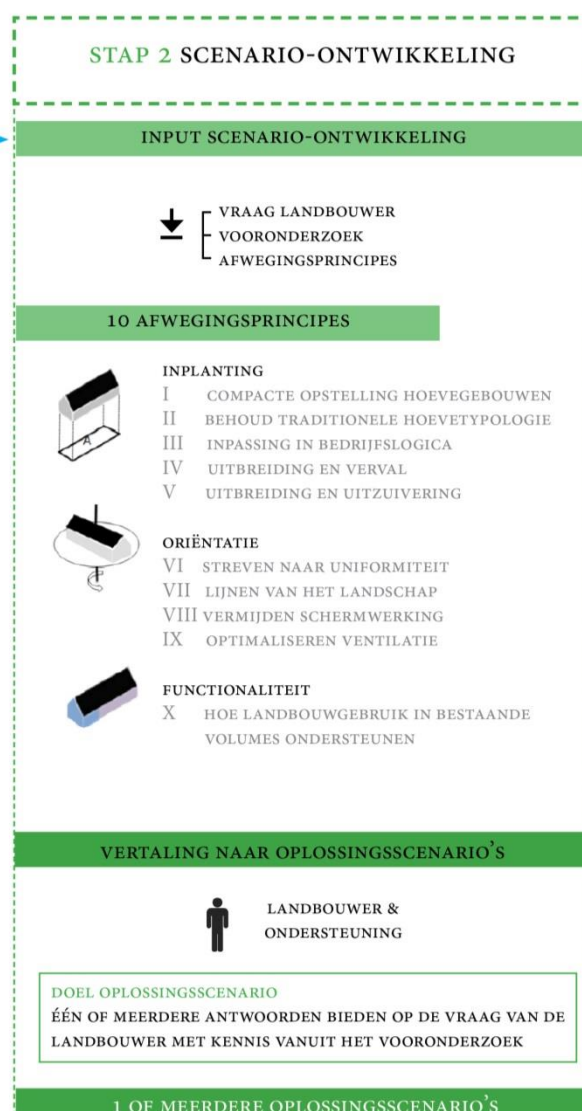 STAP 2 SCENARIO-ONTWIKKELING
INPUT SCENARIO-ONTWIKKELING
VRAAG LANDBOUWER
VOORONDERZOEK
AFWEGINGSPRINCIPES
10 AFWEGINGSPRINCIPES
INPLANTING
I COMPACTE OPSTELLING HOEVEGEBOUWEN
II BEHOUD TRADITIONELE HOEVETYPOLOGIE
III INPASSING IN BEDRIJFSLOGICA
IV UITBREIDING EN VERVAL
V UITBREIDING EN UITZUIVERING
A
ORIËNTATIE
VI STREVEN NAAR UNIFORMITEIT
VII LIJNEN VAN HET LANDSCHAP
VIII VERMIJDEN SCHERMWERKING
IX OPTIMALISEREN VENTILATIE
FUNCTIONALITEIT
X HOE LANDBOUWGEBRUIK IN BESTAANDE
VOLUMES ONDERSTEUNEN
VERTALING NAAR OPLOSSINGSSCENARIO'S
LANDBOUWER &
ONDERSTEUNING
DOEL OPLOSSINGSSCENARIO
ÉÉN OF MEERDERE ANTWOORDEN BIEDEN OP DE VRAAG VAN DE
LANDBOUWER MET KENNIS VANUIT HET VOORONDERZOEK
1 OF MEERDERE OPLOSSINGSSCENARIO'S